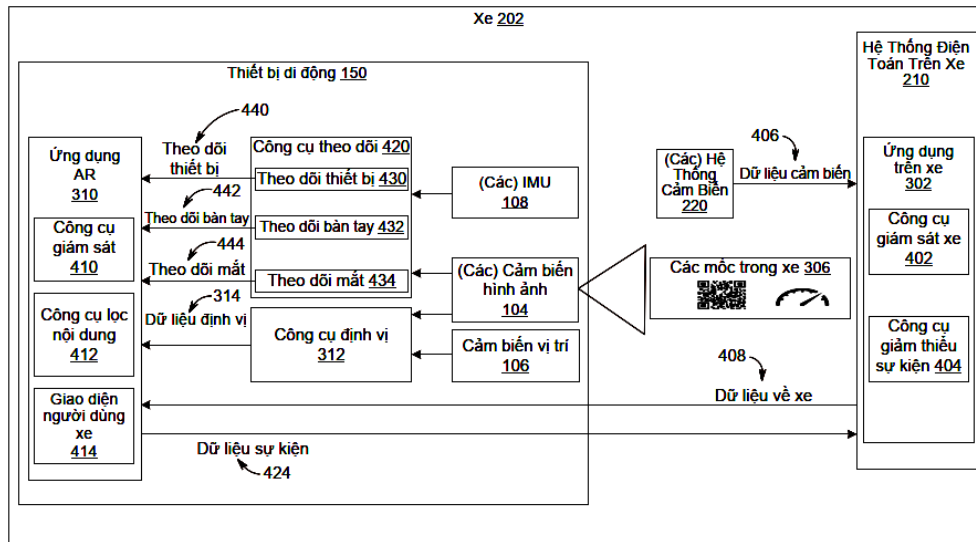 Xe 202
Thiết bị di động 150
Hệ Thống Điện
Toán Trên Xe
210
440
Ứng dụng
AR
310
Theo dõi
thiết bị
Công cụ theo dõi 420
Theo dõi thiết bị 430
(Các) IMU
108
442
Theo dõi bàn tay
Theo dõi bàn tay 432
Công cụ
giám sát
410
444
Theo dõi mắt
Theo dõi mắt 434
(Các) Cảm biến
hình ảnh
104
314
Dữ liệu định vị
Công cụ lọc
nội dung
412
Công cụ định vị
312
Cảm biến vị trí
106
Giao diện
người dùng
xe
414
Dữ liệu sự kiện
424
(Các) Hệ
Thống
Cảm Biến
220
406
Dữ liệu cảm biến
Các mốc trong xe 306
408
Dữ liệu về xe
Ứng dụng
trên xe
302
Công cụ
giám sát xe
402
Công cụ
giảm thiểu
sự kiện 404